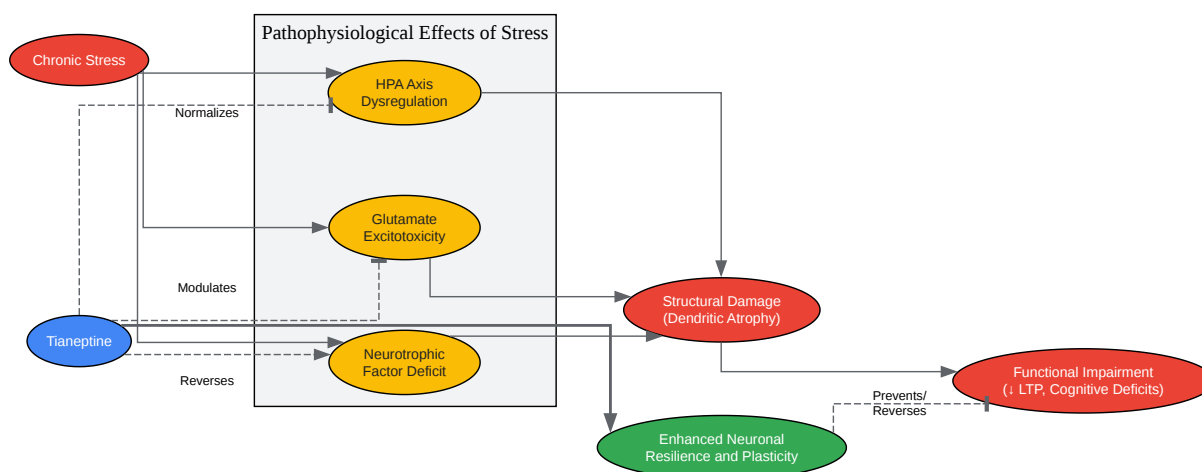 Pathophysiological Effects of Stress
Chronic Stress
HPA Axis
Dysregulation
Normalizes
Glutamate
Excitotoxicity
Modulates
Structural Damage
(Dendritic Atrophy)
Tianeptine
Neurotrophic
Factor Deficit
Reverses
Functional Impairment
(↓ LTP, Cognitive Deficits)
Prevents/
Reverses
Enhanced Neuronal
Resilience and Plasticity